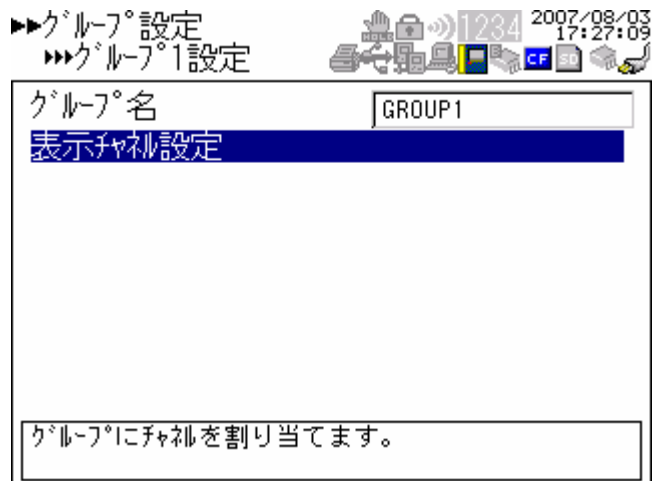 ▶▶ｸﾞﾙｰﾌﾟ設定
▶▶▶ｸﾞﾙｰﾌﾟ1設定
HOLD
1234
2007/08/03
17:27:09
CF
SD
ｸﾞﾙｰﾌﾟ名
GROUP1
表示ﾁｬﾈﾙ設定
ｸﾞﾙｰﾌﾟにﾁｬﾈﾙを割り当てます。